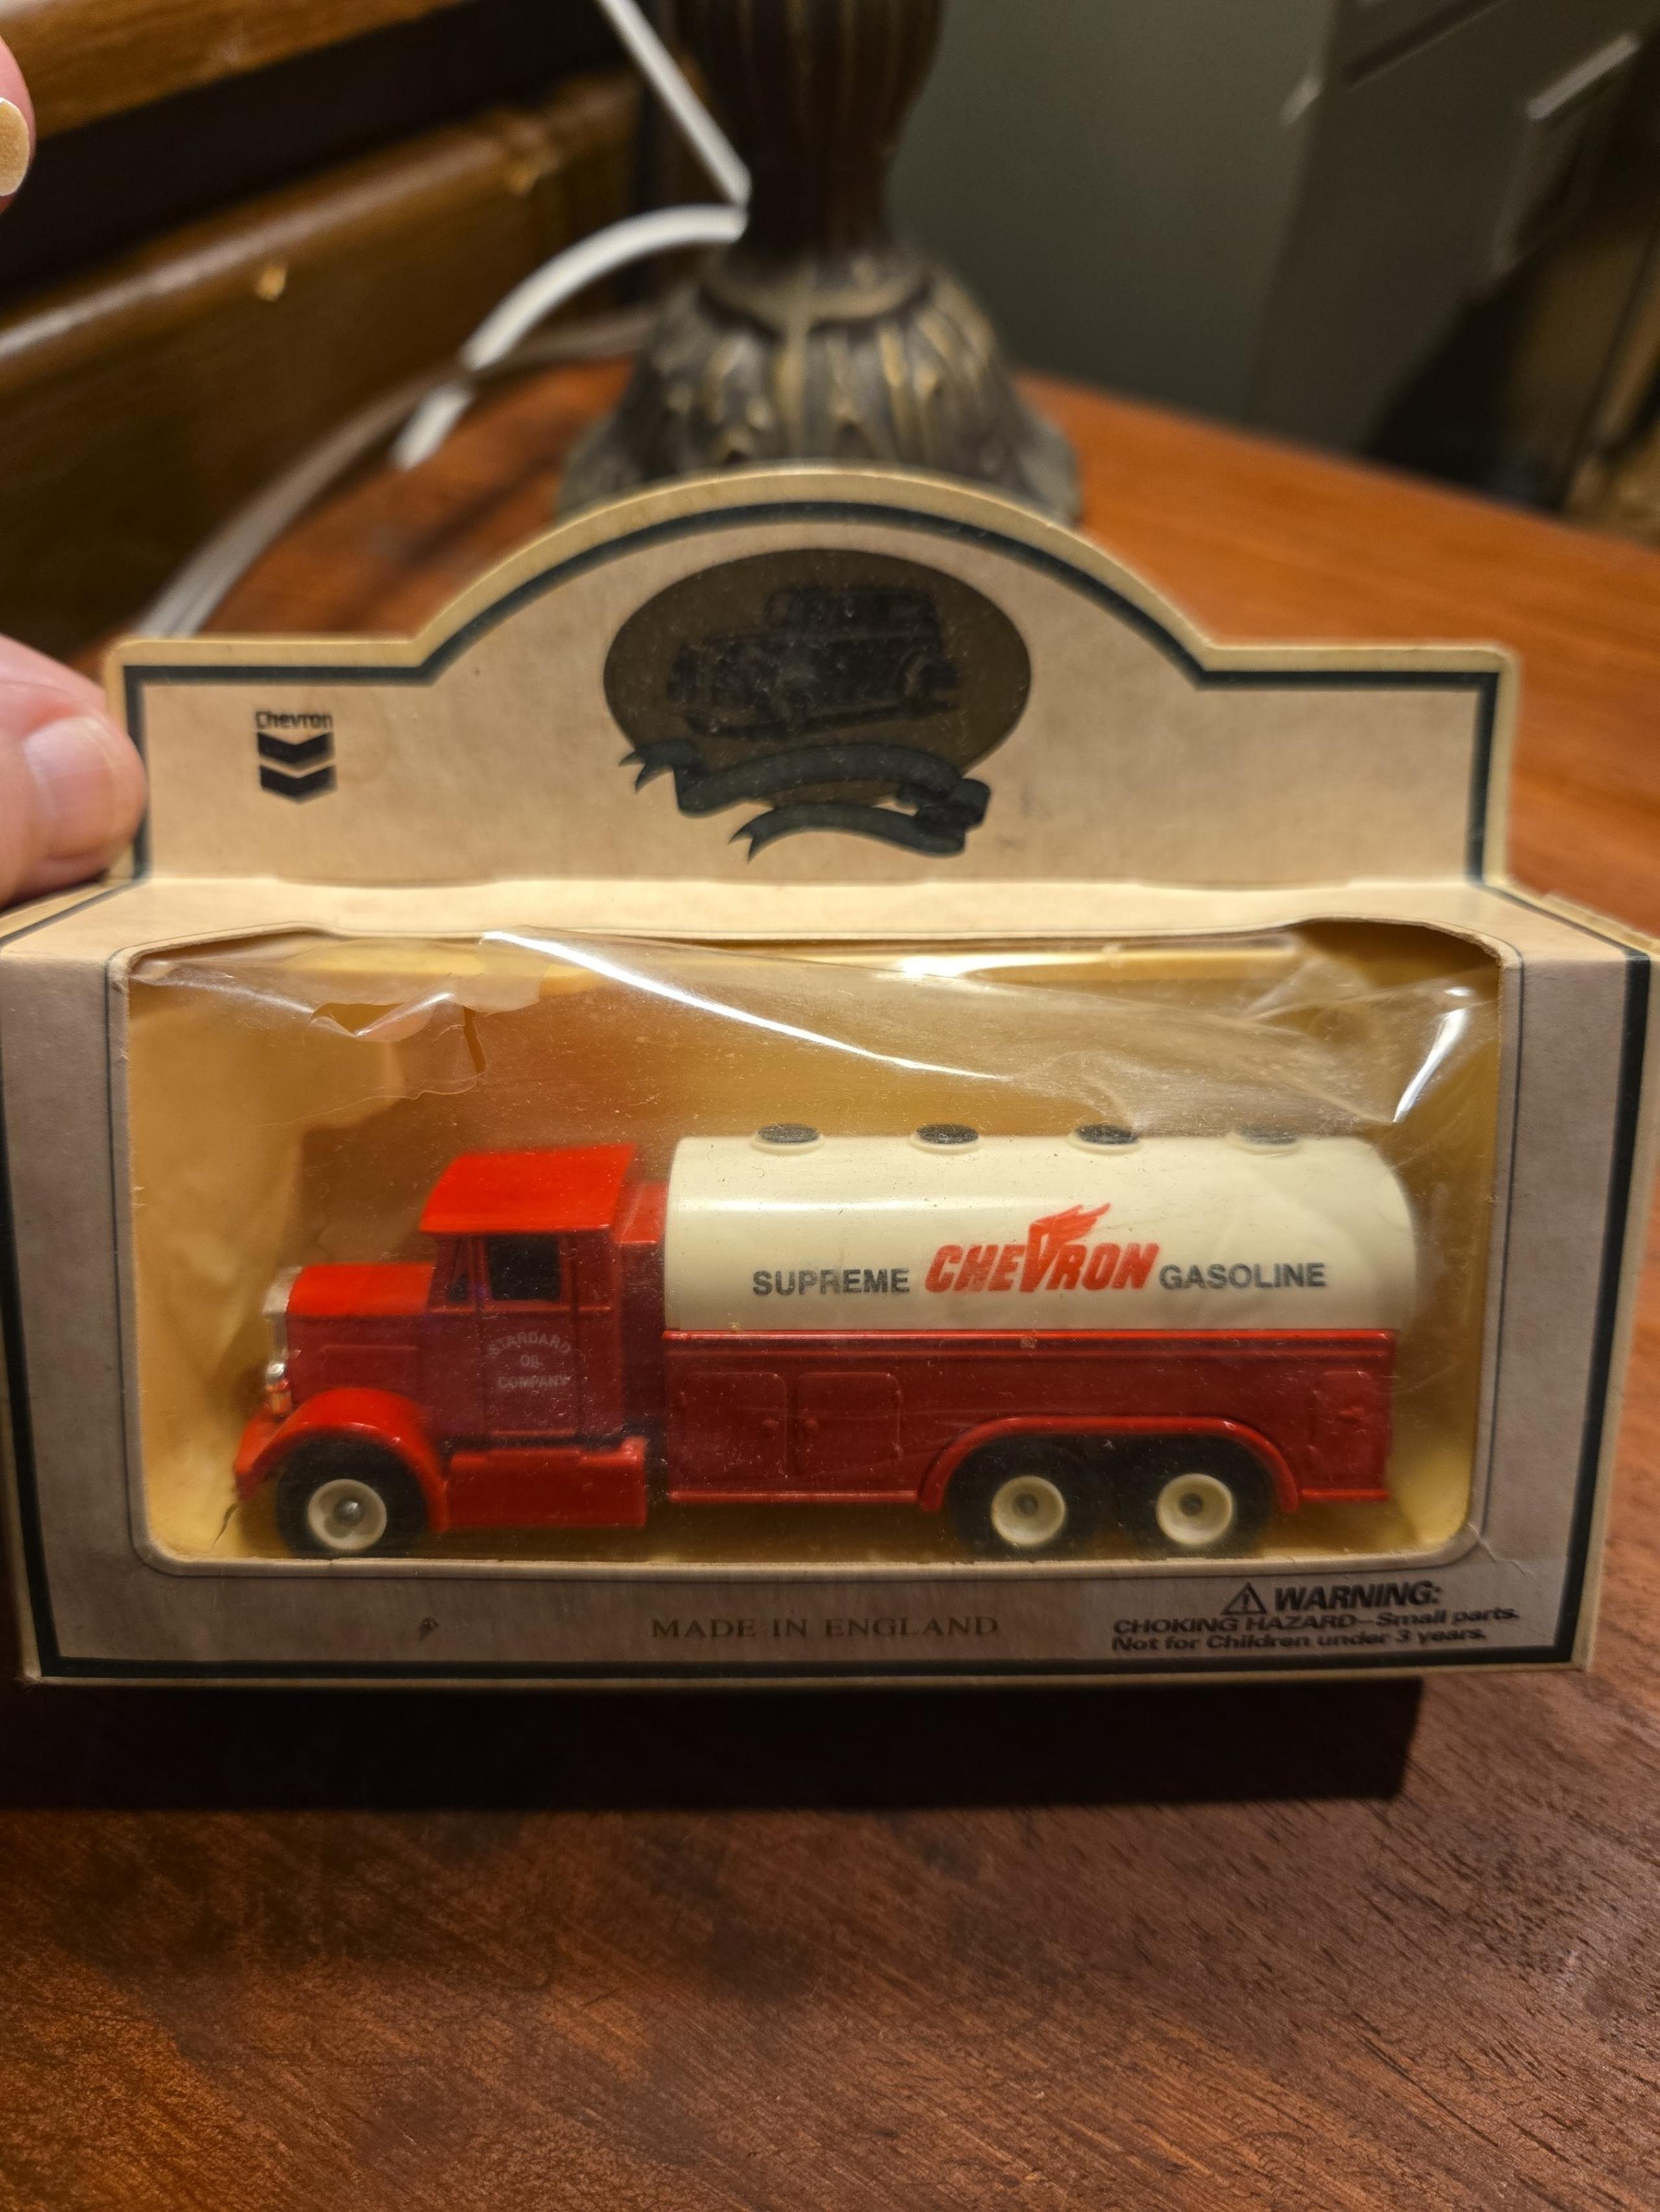 Chevron
SUPREME CHEVRON GASOLINE
STANDARD
OIL
COMPANY
MADE IN ENGLAND
WARNING:
CHOKING HAZARD—Small parts.
Not for Children under 3 years.